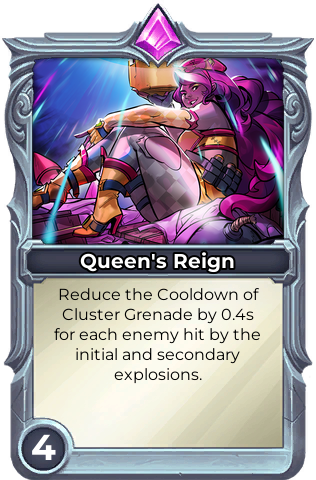 Queen's Reign
Reduce the Cooldown of
Cluster Grenade by 0.4s
for each enemy hit by the
initial and secondary
explosions.
4